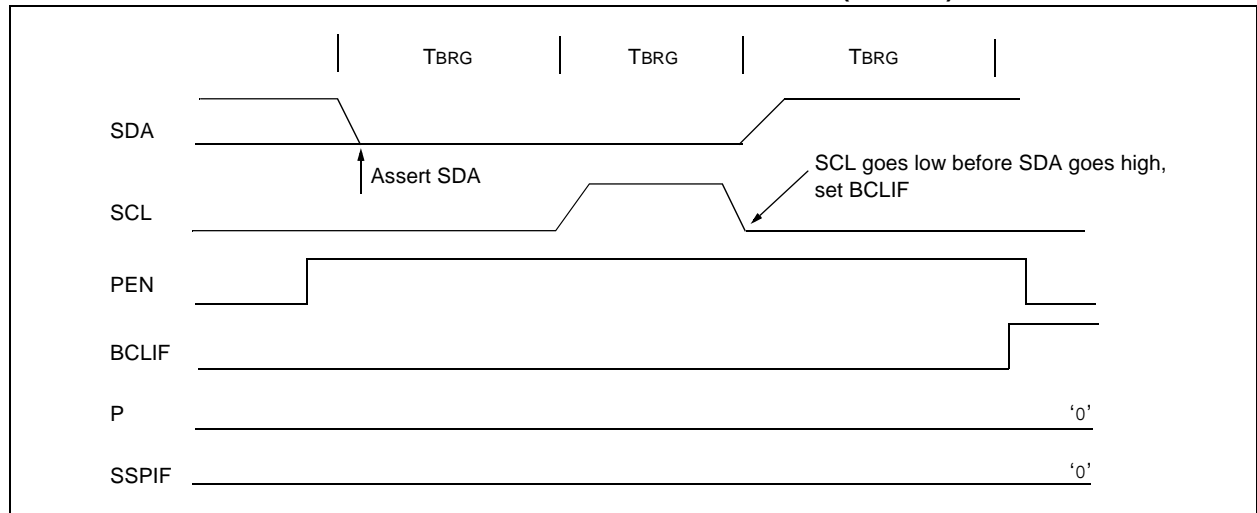 TBRG TBRG TBRG
SDA
Assert SDA
SCL goes low before SDA goes high,
set BCLIF
SCL
PEN
BCLIF
P
‘0’
SSPIF
‘0’